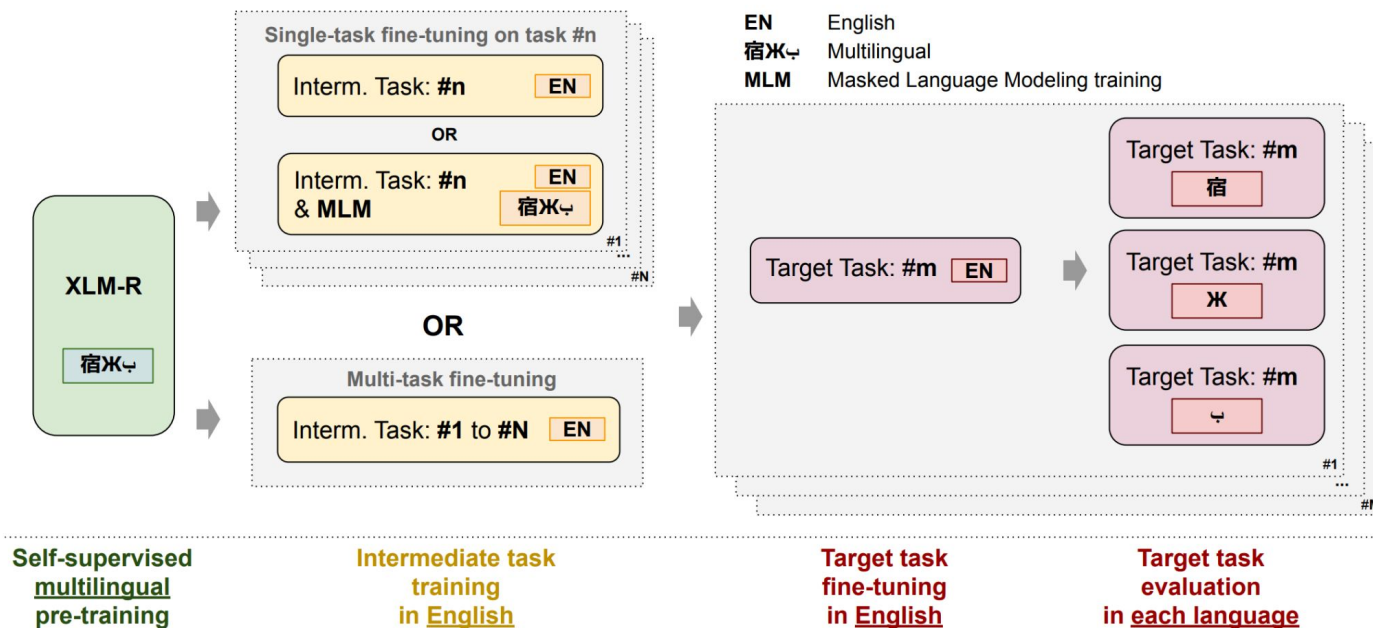 EN English
宿Жب Multilingual
MLM Masked Language Modeling training
Single-task fine-tuning on task #n
Interm. Task: #n EN
OR
Interm. Task: #n EN
& MLM 宿Жب
#1
...
#N
XLM-R
宿Жب
OR
Multi-task fine-tuning
Interm. Task: #1 to #N EN
Target Task: #m EN
Target Task: #m
宿
Target Task: #m
Ж
Target Task: #m
ب
#1
...
Self-supervised
multilingual
pre-training
Intermediate task
training
in English
Target task
fine-tuning
in English
Target task
evaluation
in each language